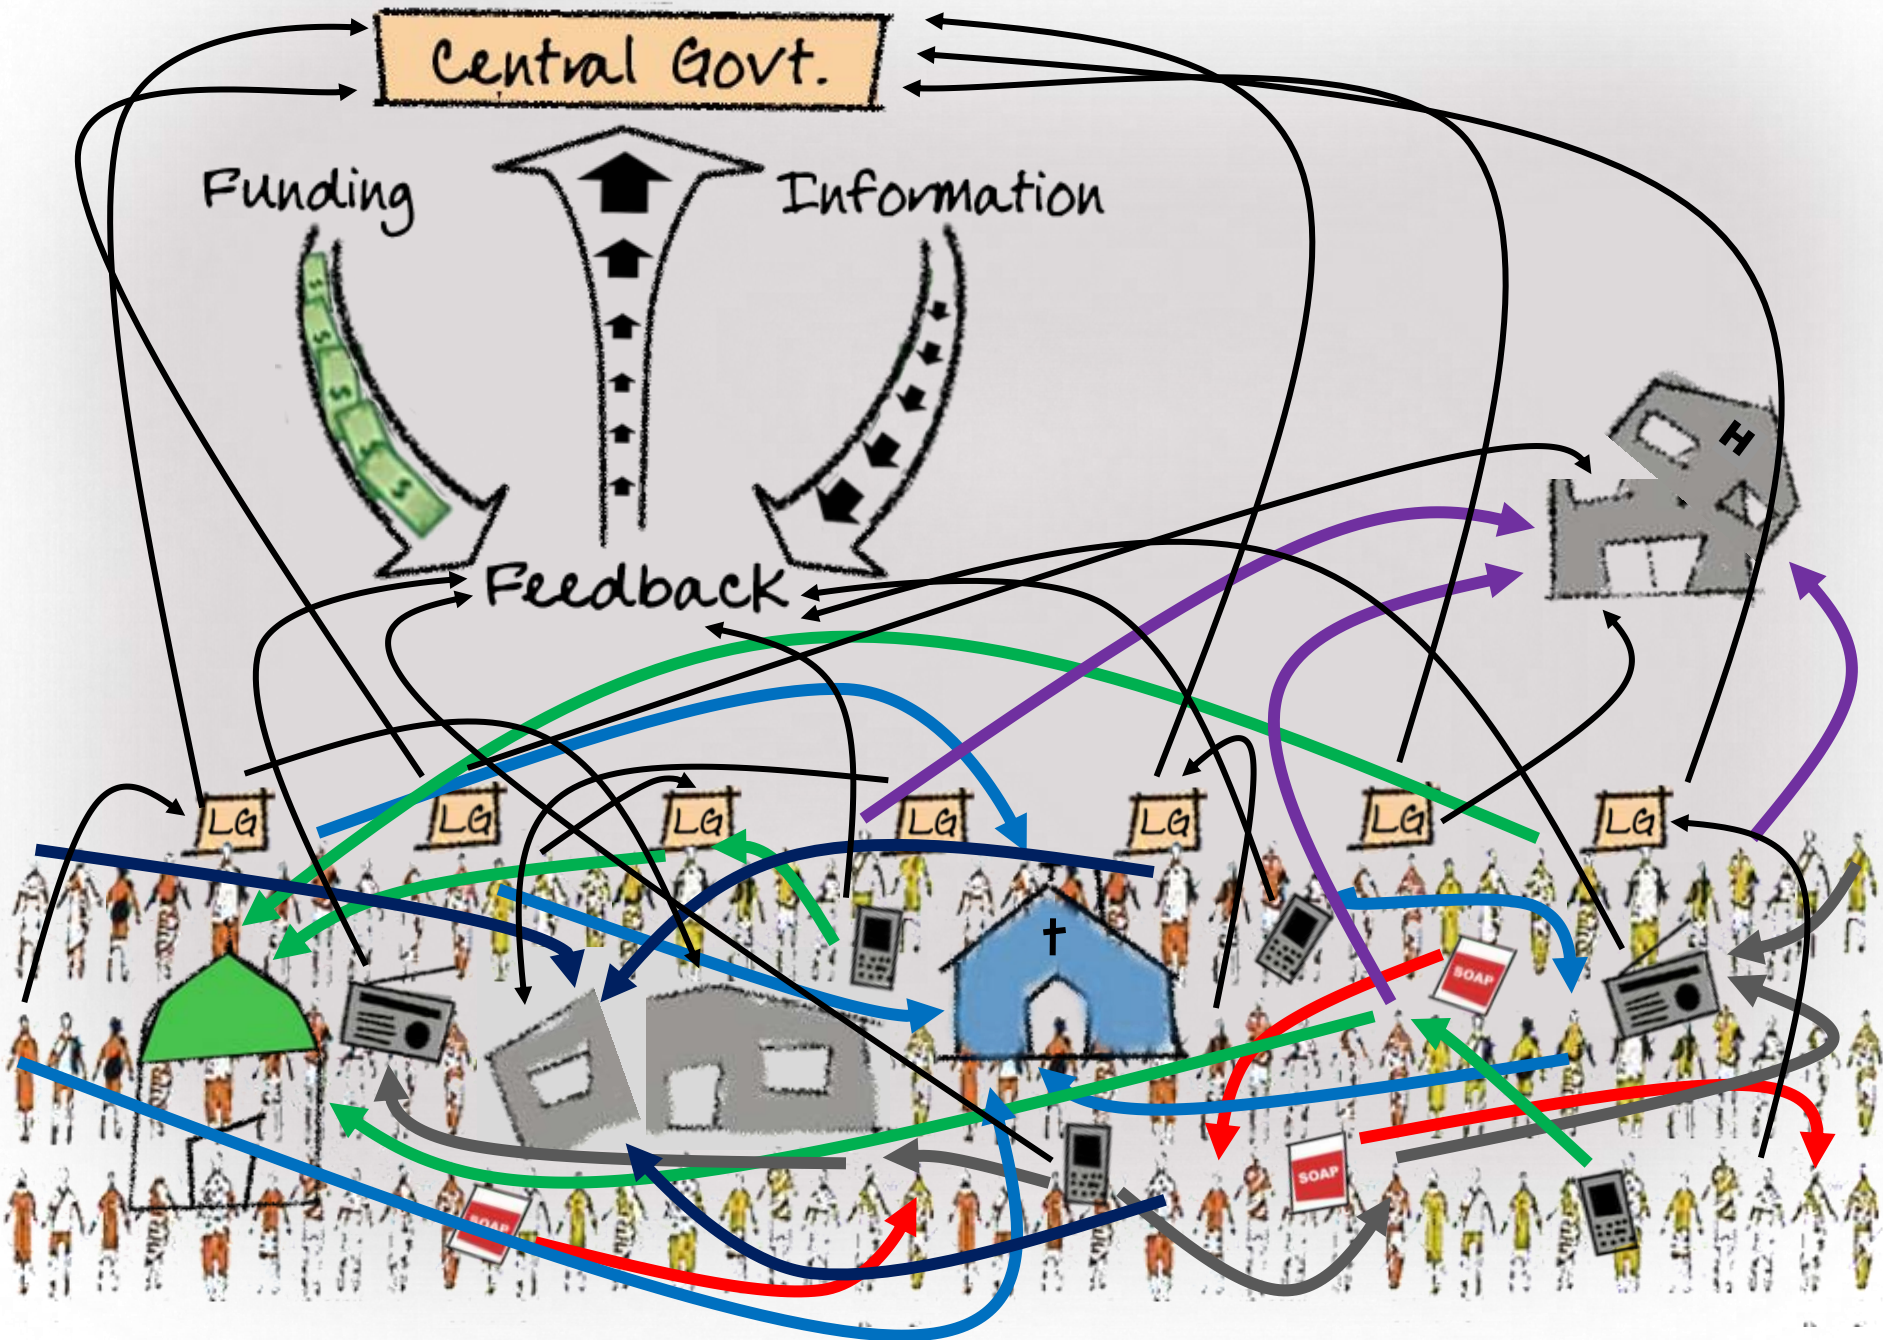 Central Govt.
Funding
Information
$
$
$
$
$
H
Feedback
LG
LG
LG
LG
LG
LG
LG
SOAP
SOAP
SOAP